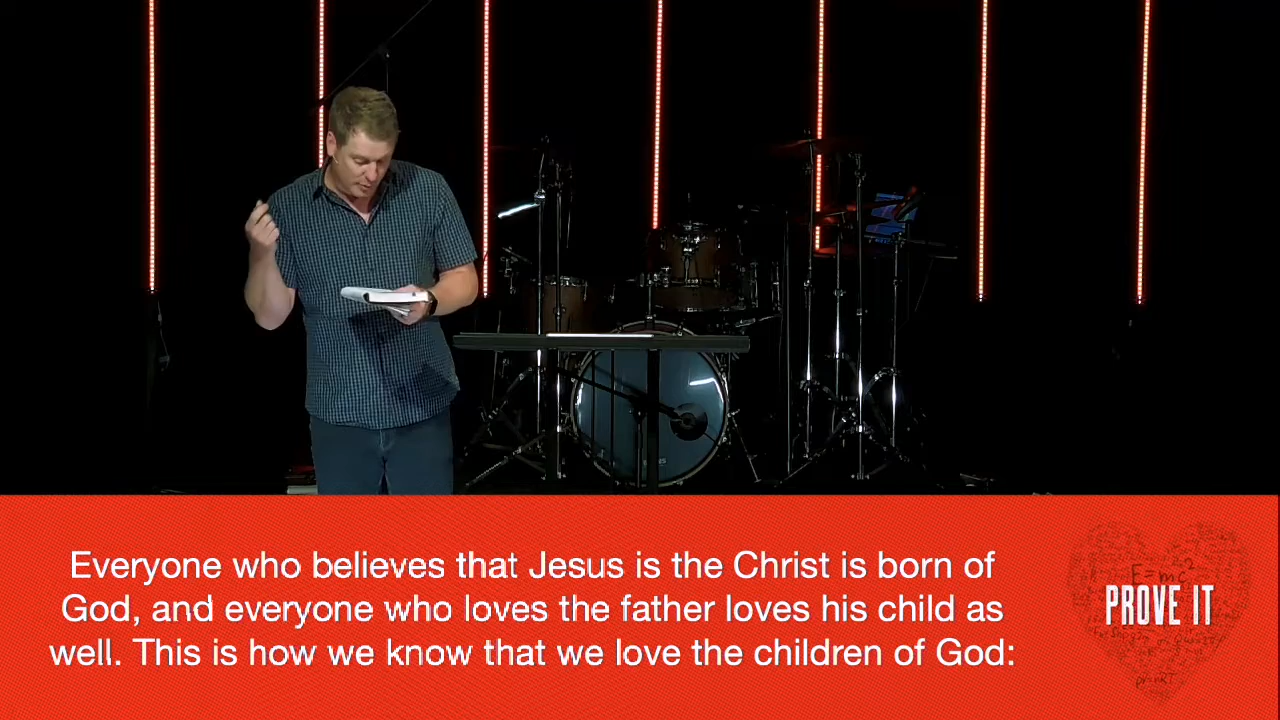 Everyone who believes that Jesus is the Christ is born of
God, and everyone who loves the father loves his child as
well. This is how we know that we love the children of God:
E=mc²
PROVE IT